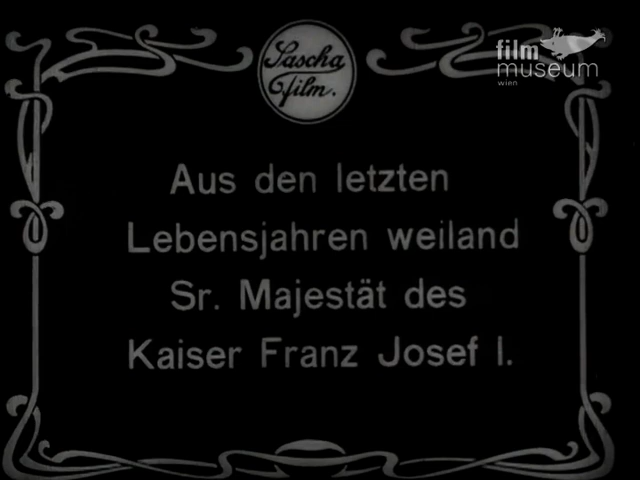 Sascha
film.
film
museum
wien
Aus den letzten
Lebensjahren weiland
Sr. Majestät des
Kaiser Franz Josef I.